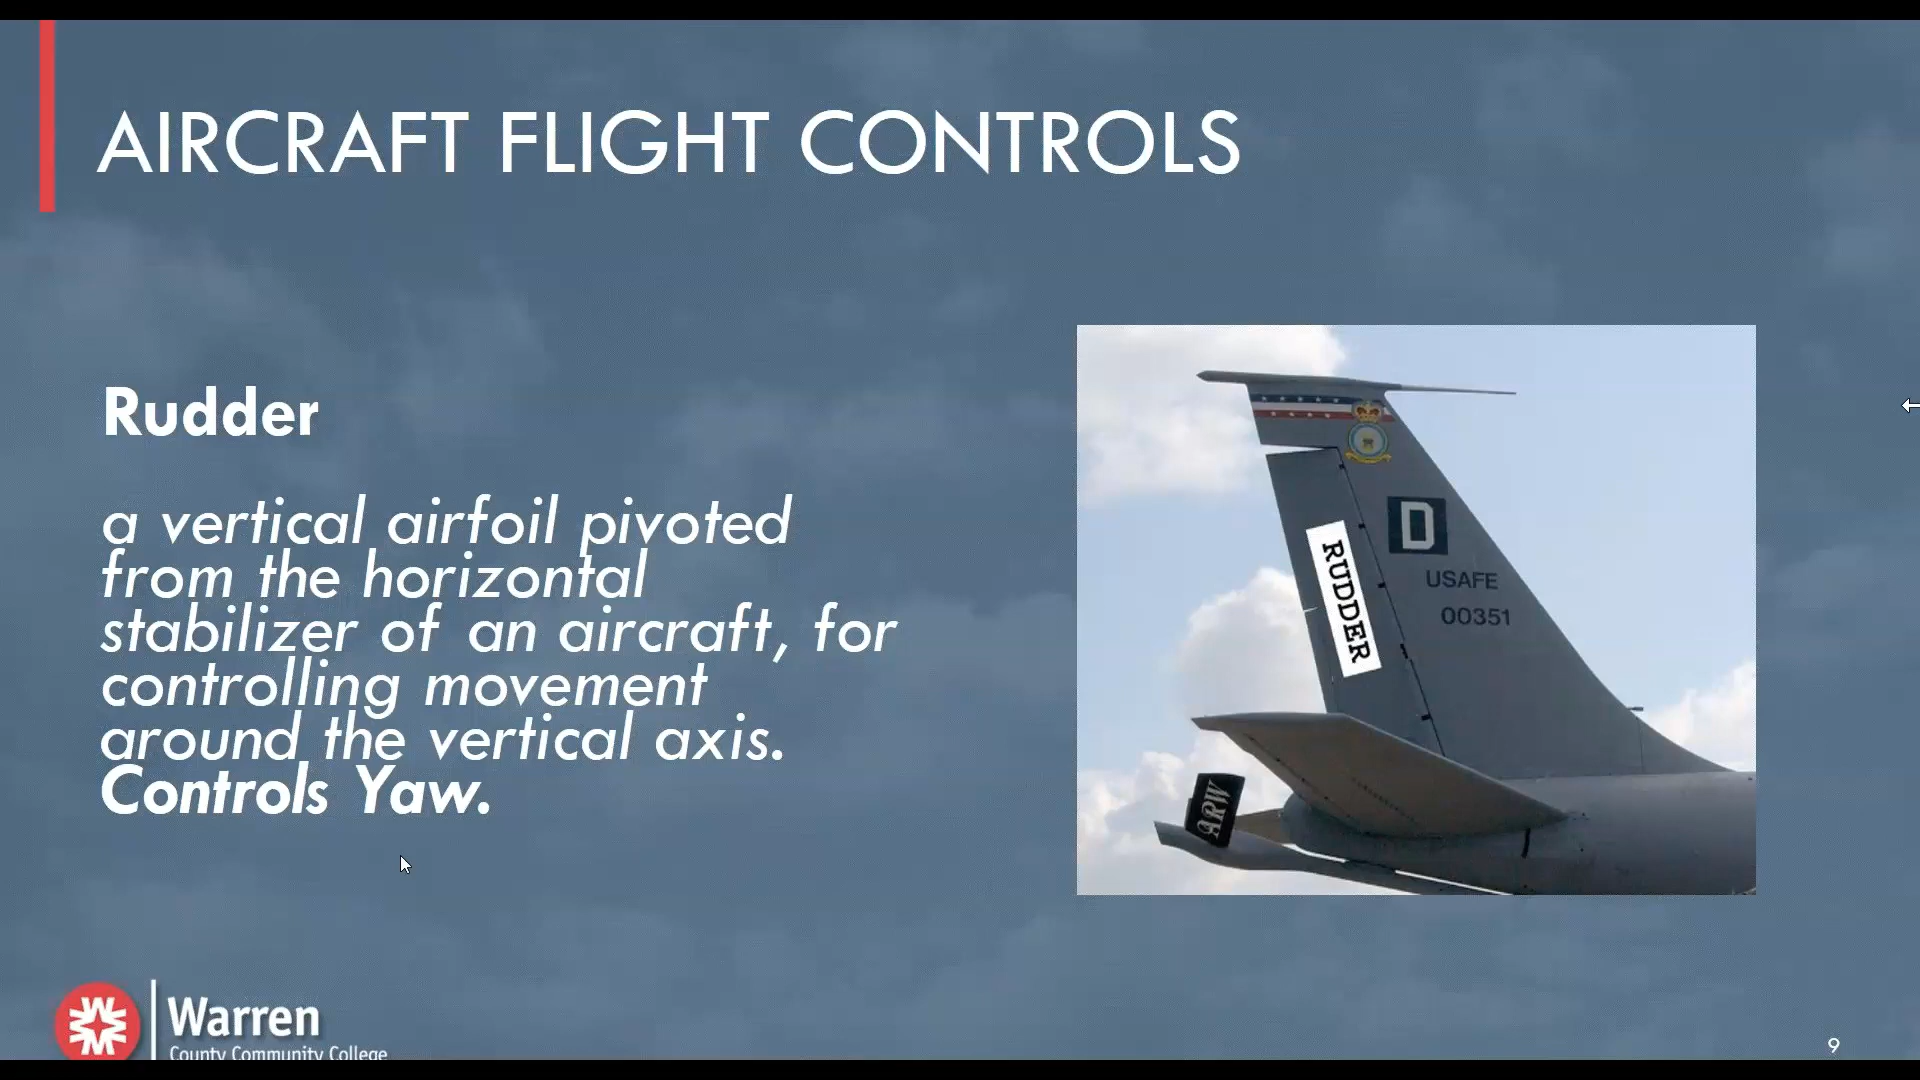 AIRCRAFT FLIGHT CONTROLS
Rudder
a vertical airfoil pivoted
from the horizontal
stabilizer of an aircraft, for
controlling movement
around the vertical axis.
Controls Yaw.
D
USAFE
00351
RUDDER
ARW
Warren
County Community College
9